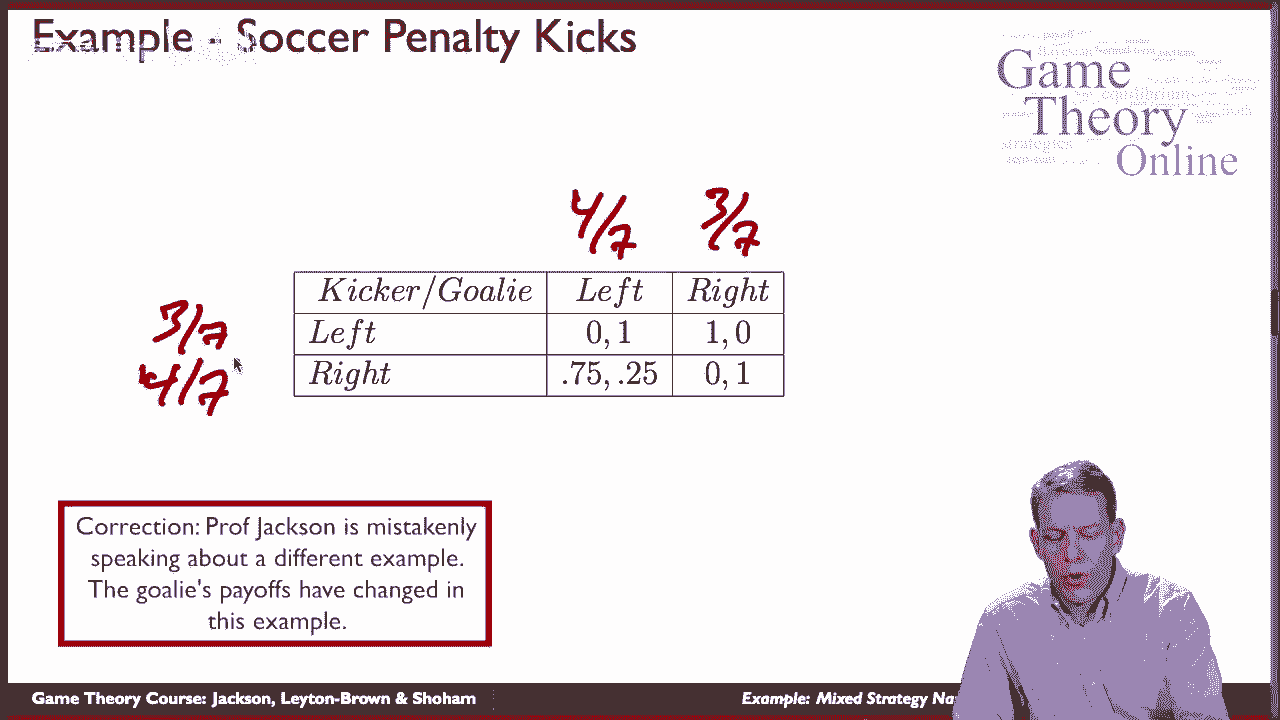 Example - Soccer Penalty Kicks
Game
Theory
Online
4/7 3/7
Kicker/Goalie Left Right
3/7 Left 0, 1 1, 0
4/7 Right .75, .25 0, 1
Correction: Prof Jackson is mistakenly
speaking about a different example.
The goalie's payoffs have changed in
this example.
Game Theory Course: Jackson, Leyton-Brown & Shoham
Example: Mixed Strategy Na